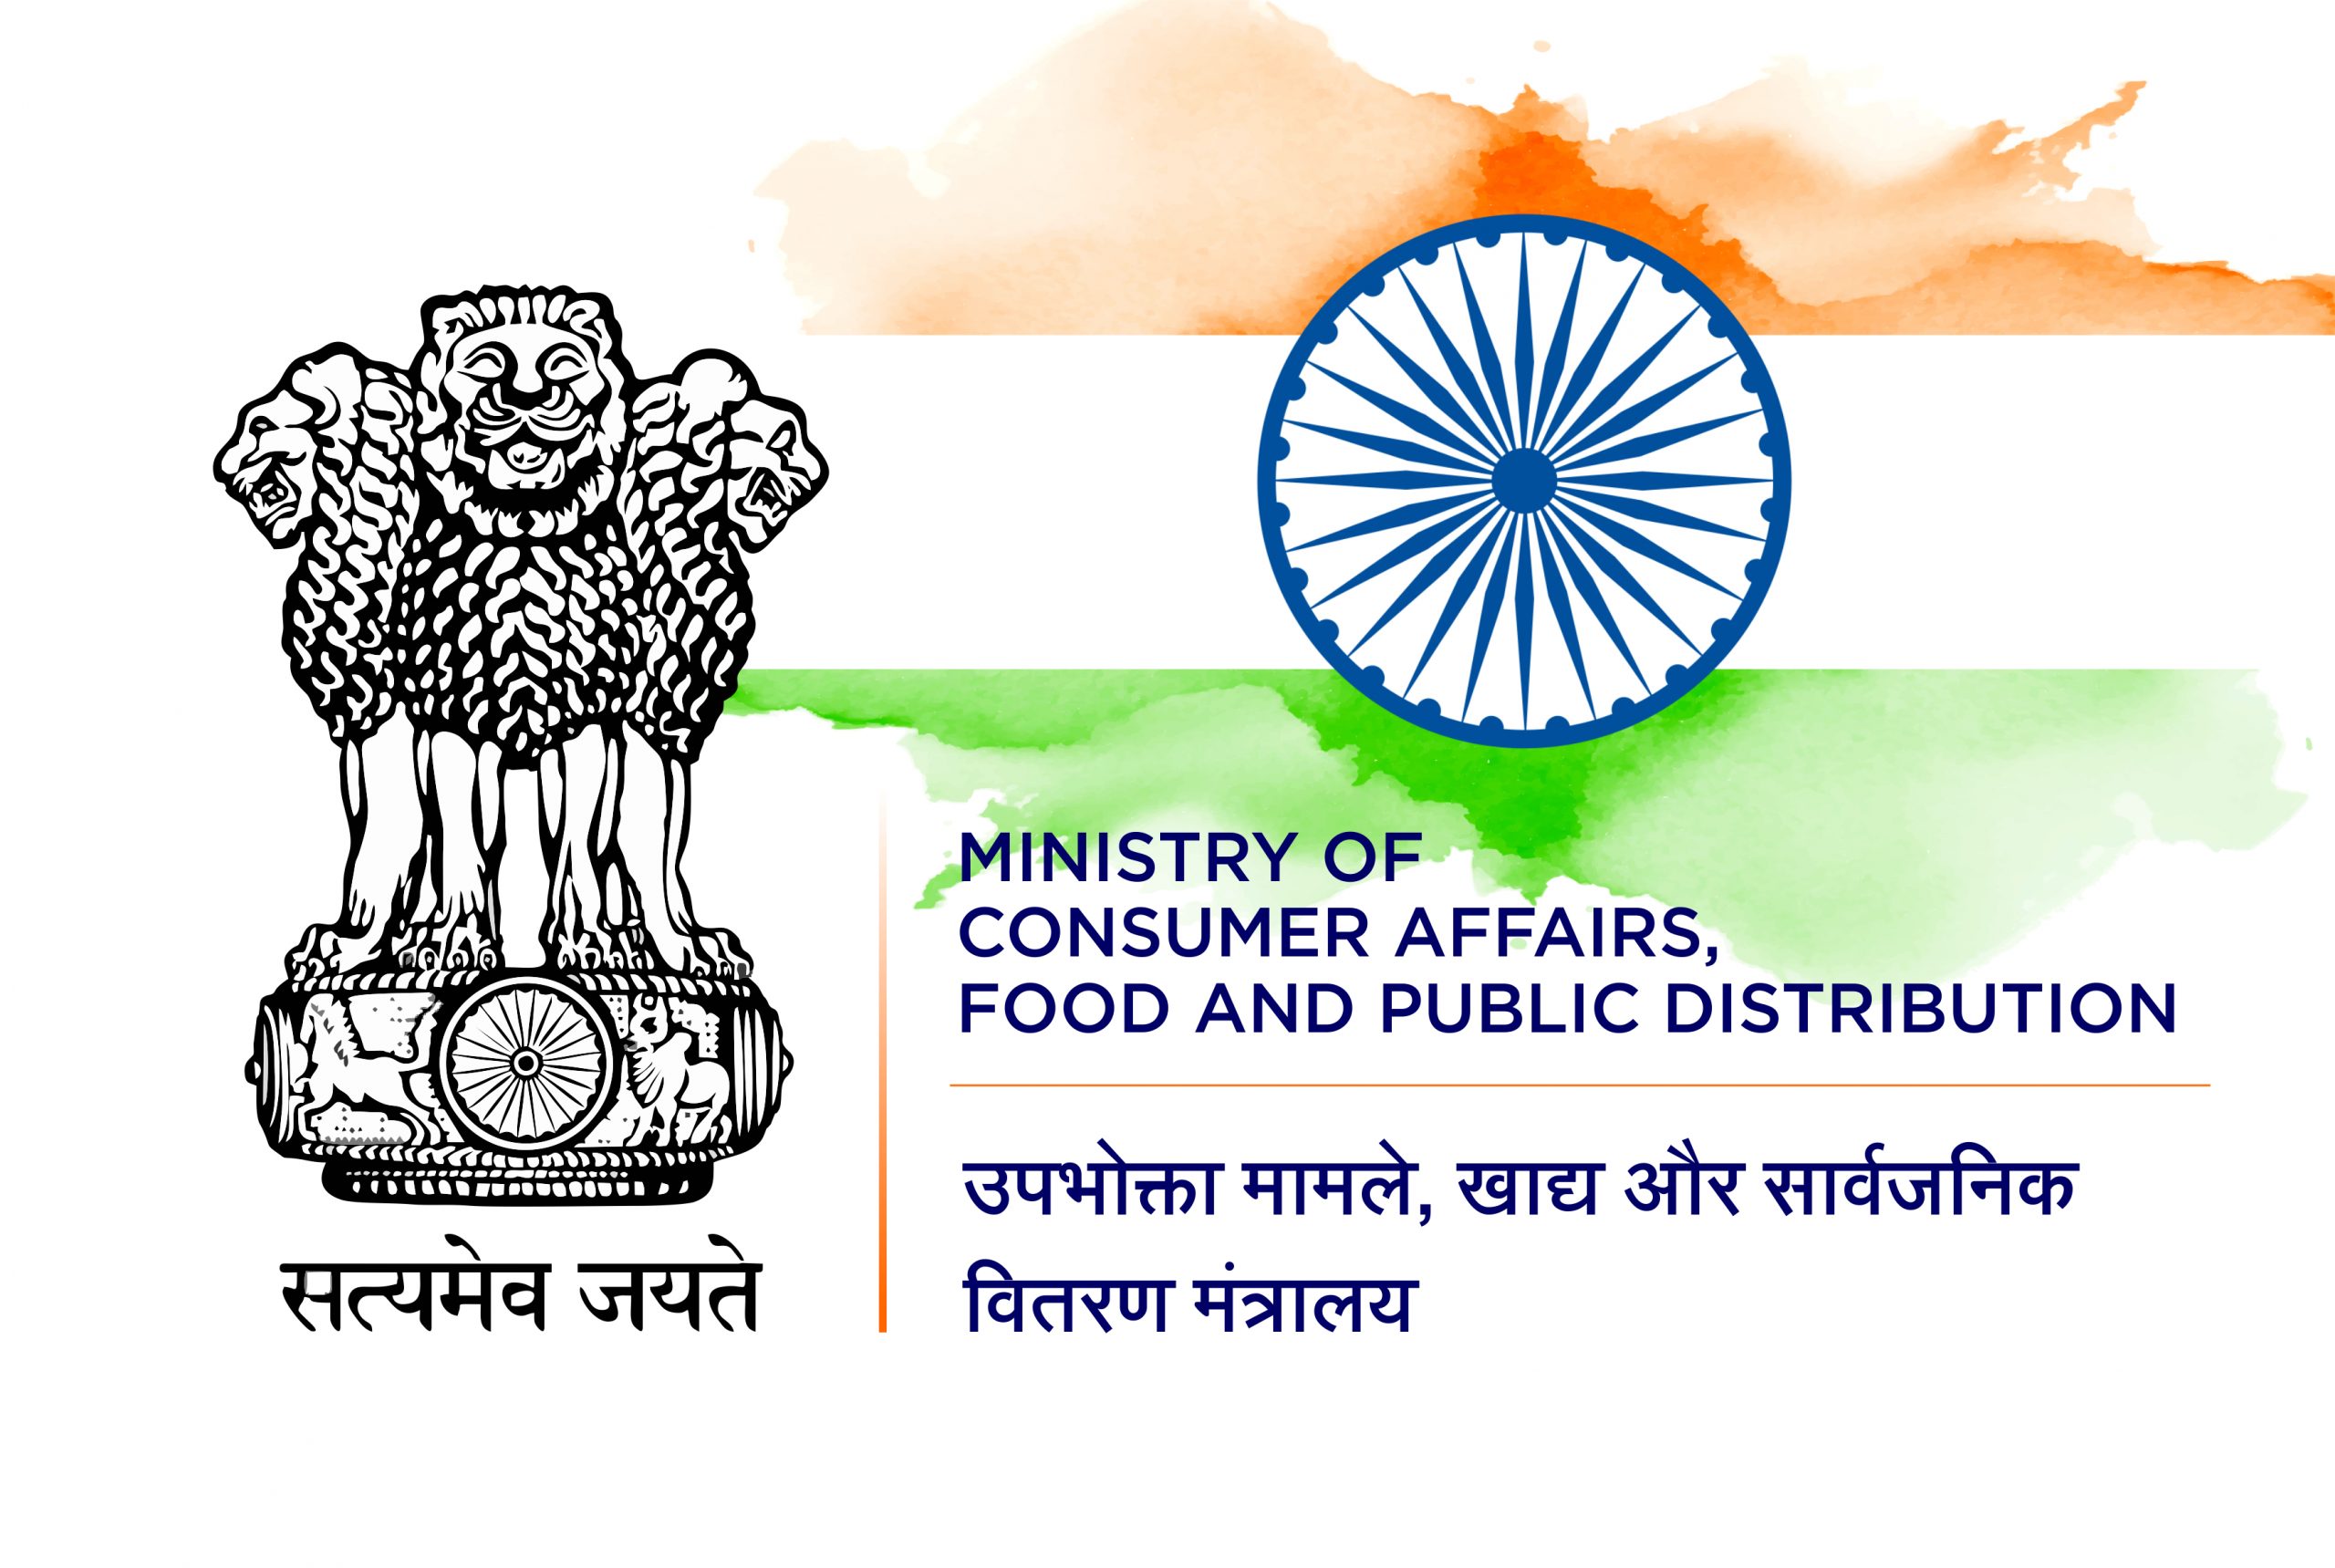 सत्यमेव जयते
MINISTRY OF
CONSUMER AFFAIRS,
FOOD AND PUBLIC DISTRIBUTION
उपभोक्ता मामले, खाद्य और सार्वजनिक
वितरण मंत्रालय